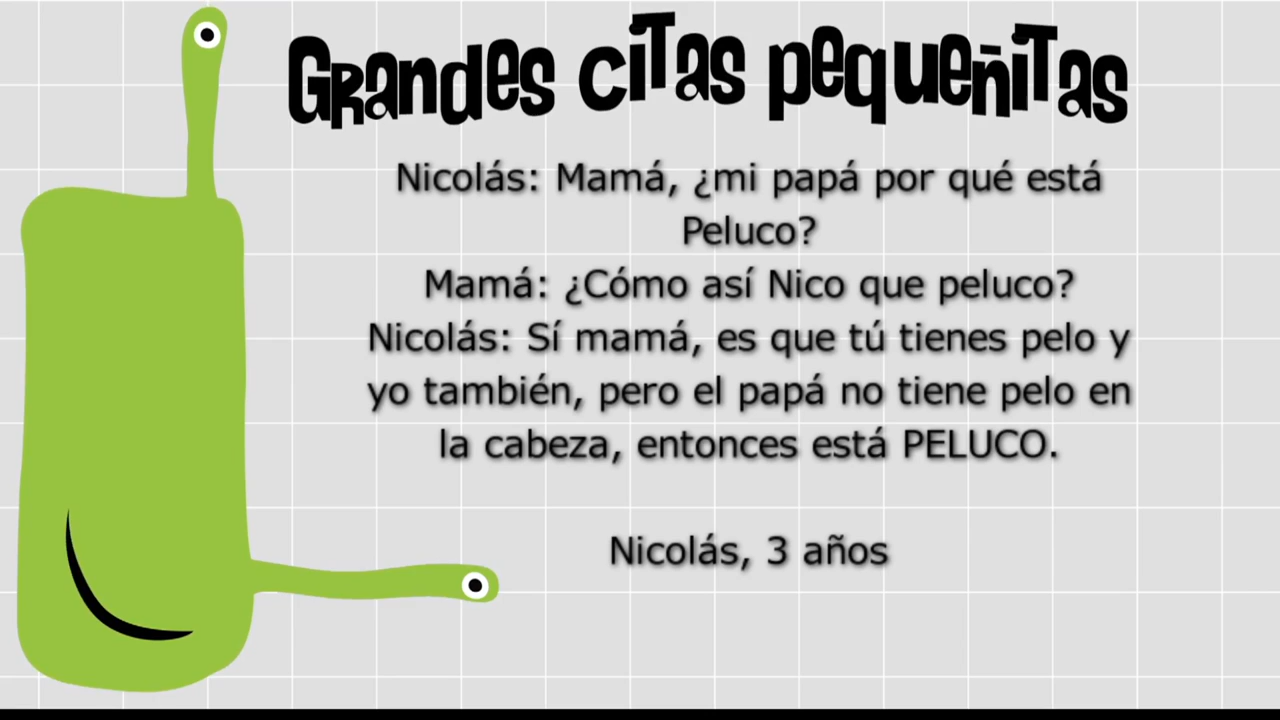 Grandes citas pequeñitas
Nicolás: Mamá, ¿mi papá por qué está
Peluco?
Mamá: ¿Cómo así Nico que peluco?
Nicolás: Sí mamá, es que tú tienes pelo y
yo también, pero el papá no tiene pelo en
la cabeza, entonces está PELUCO.
Nicolás, 3 años